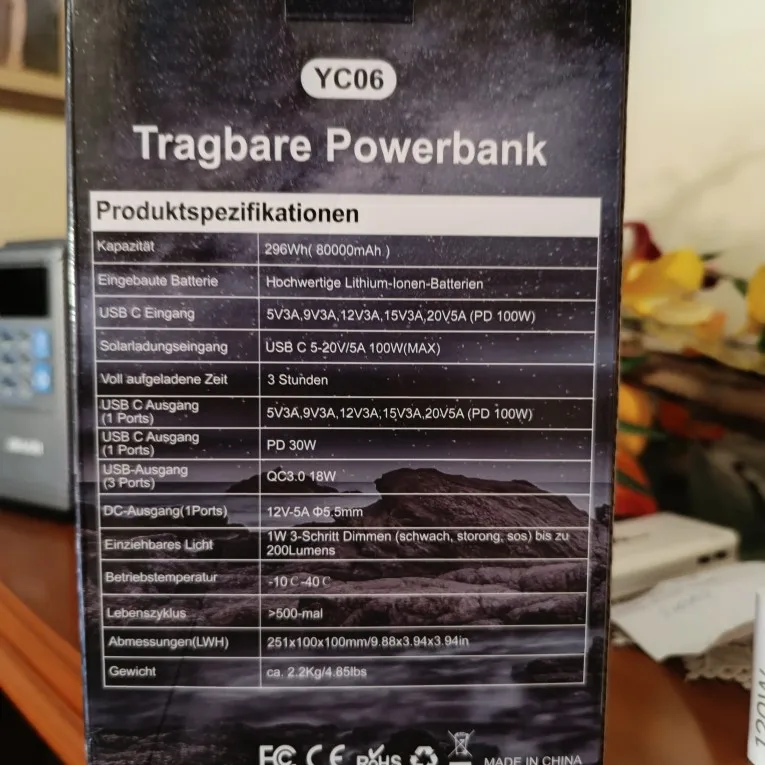 YC06
Tragbare Powerbank
Produktspezifikationen
Kapazität 296Wh( 80000mAh )
Eingebaute Batterie Hochwertige Lithium-Ionen-Batterien
USB C Eingang 5V3A,9V3A,12V3A,15V3A,20V5A (PD 100W)
Solarladungseingang USB C 5-20V/5A 100W(MAX)
Voll aufgeladene Zeit 3 Stunden
USB C Ausgang
(1 Ports) 5V3A,9V3A,12V3A,15V3A,20V5A (PD 100W)
USB C Ausgang
(1 Ports) PD 30W
USB-Ausgang
(3 Ports) QC3.0 18W
DC-Ausgang(1Ports) 12V-5A Φ5.5mm
Einziehbares Licht 1W 3-Schritt Dimmen (schwach, storong, sos) bis zu
200Lumens
Betriebstemperatur -10℃-40℃
Lebenszyklus >500-mal
Abmessungen(LWH) 251x100x100mm/9.88x3.94x3.94in
Gewicht ca. 2.2Kg/4.85lbs
FC CE RoHS MADE IN CHINA
120W